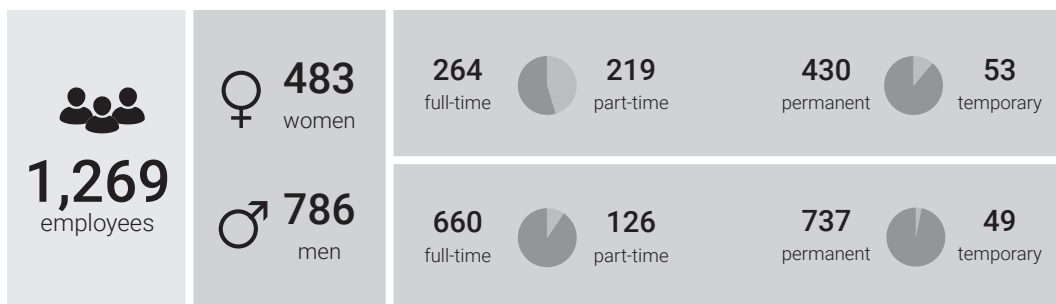 1,269
employees
483
women
786
men
264 219 430 53
full-time part-time permanent temporary
660 126 737 49
full-time part-time permanent temporary